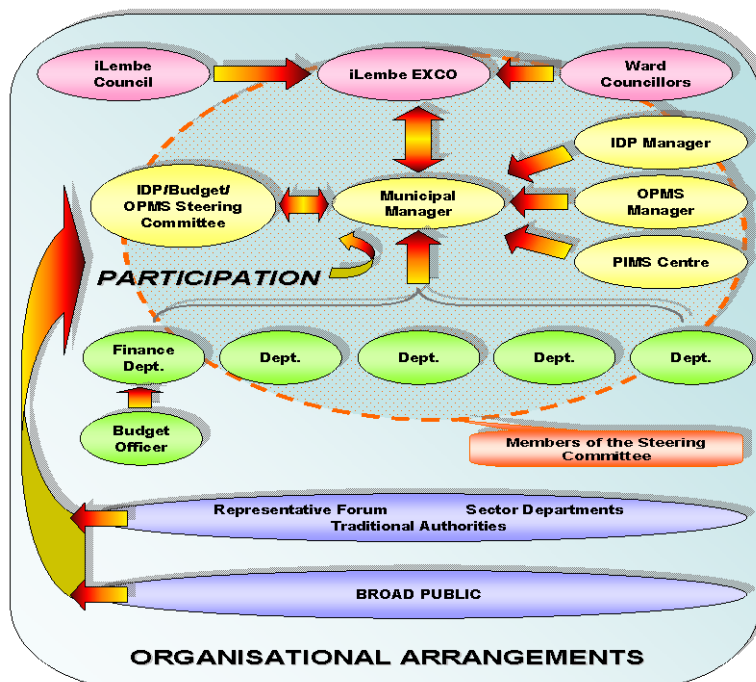 iLembe
Council
iLembe EXCO
Ward
Councillors
IDP Manager
IDP/Budget/
OPMS Steering
Committee
Municipal
Manager
OPMS
Manager
PIMS Centre
PARTICIPATION
Finance
Dept.
Dept.
Dept.
Dept.
Dept.
Budget
Officer
Members of the Steering
Committee
Representative Forum Sector Departments
Traditional Authorities
BROAD PUBLIC
ORGANISATIONAL ARRANGEMENTS